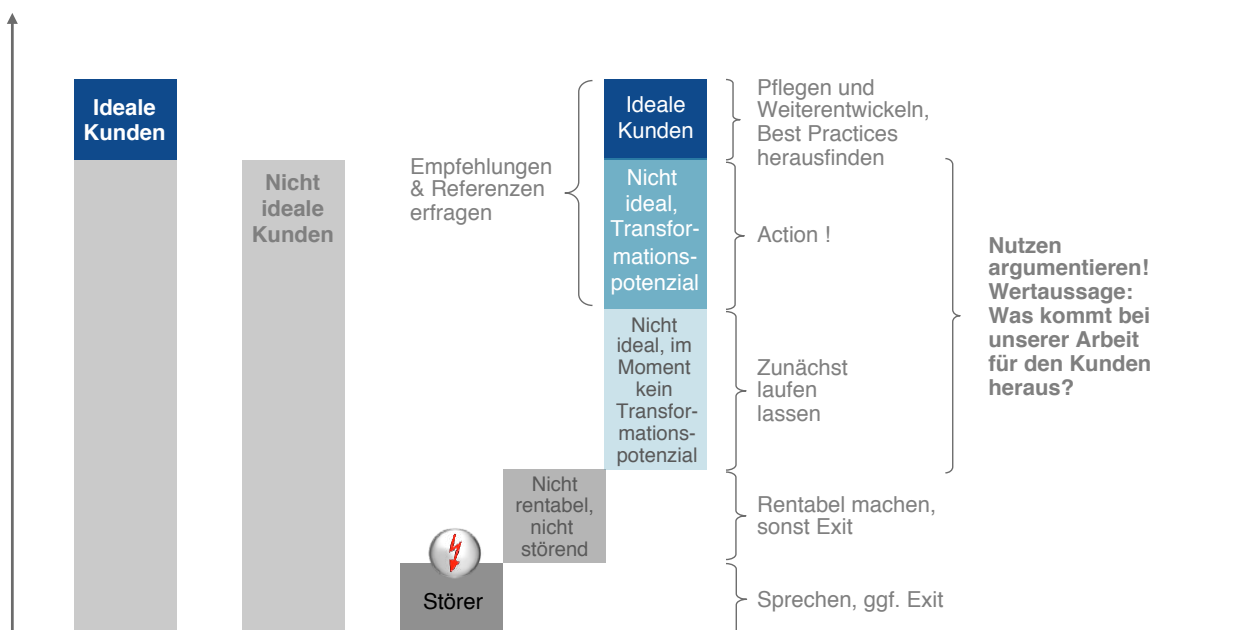 Ideale
Kunden
Nicht
ideale
Kunden
Empfehlungen
& Referenzen
erfragen
Ideale
Kunden
Nicht
ideal,
Transfor-
mations-
potenzial
Nicht
ideal, im
Moment
kein
Transfor-
mations-
potenzial
Nicht
rentabel,
nicht
störend
Störer
Pflegen und
Weiterentwickeln,
Best Practices
herausfinden
Action !
Zunächst
laufen
lassen
Rentabel machen,
sonst Exit
Sprechen, ggf. Exit
Nutzen
argumentieren!
Wertaussage:
Was kommt bei
unserer Arbeit
für den Kunden
heraus?